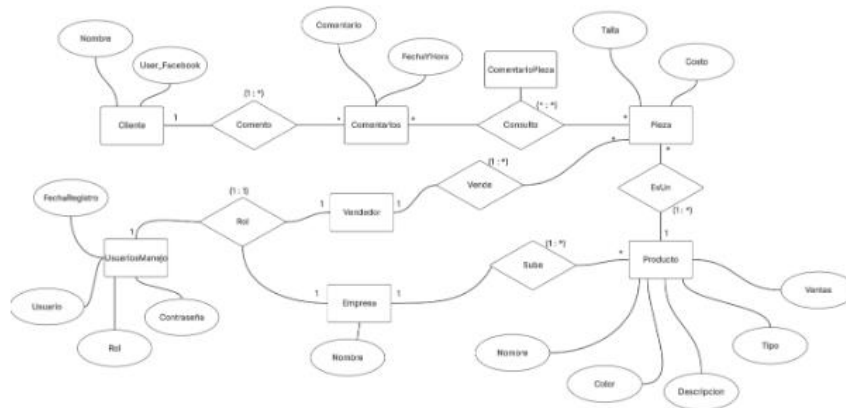 Comentario
Talla
Nombre
FechaYHora
User_Facebook
ComentarioPieza
Costo
(1 : *)
(* : *)
Cliente
1
Comento
*
Comentarios
*
Consulta
*
Pieza
(1 : *)
*
*
Vende
FechaRegistro
(1 : 1)
EsUn
Rol
1
Vendedor
1
(1 : *)
1
(1 : *)
1
UsuariosManejo
Sube
*
Producto
Ventas
1
Empresa
1
Usuario
Contraseña
Tipo
Rol
Nombre
Nombre
Color
Descripcion